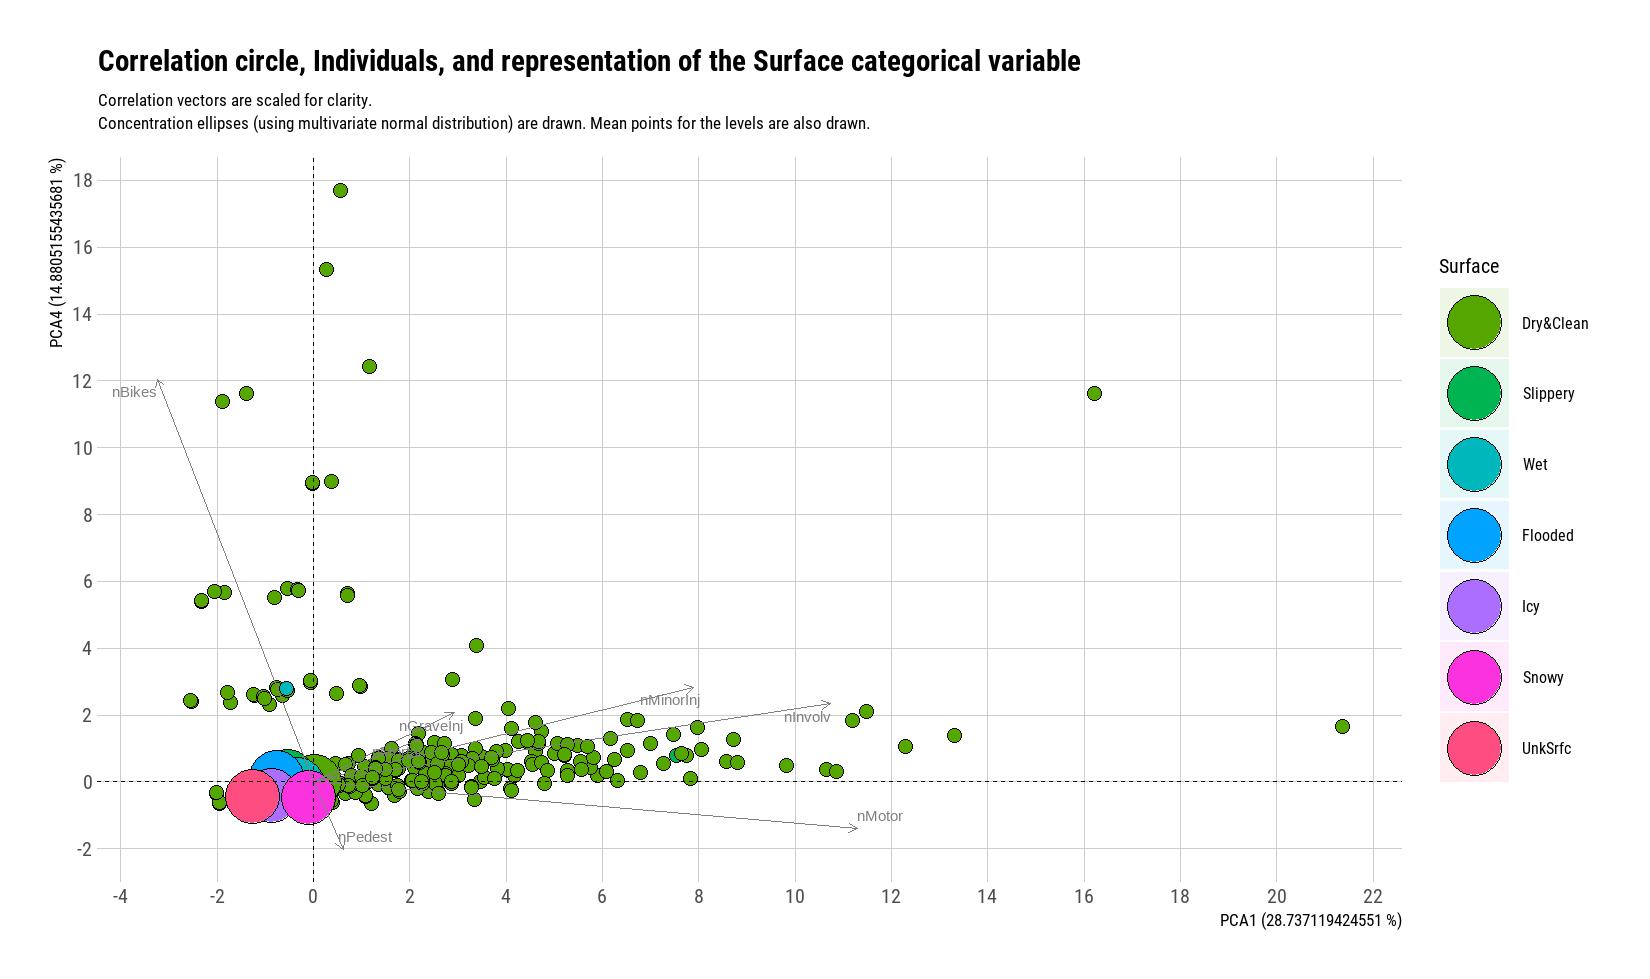 Correlation circle, Individuals, and representation of the Surface categorical variable
Correlation vectors are scaled for clarity.
Concentration ellipses (using multivariate normal distribution) are drawn. Mean points for the levels are also drawn.
PCA4 (14.8805155435681 %)
18
16
14
12
10
8
6
4
2
0
-2
nBikes
nMinorInj
nInvolv
nGraveInj
nMotor
nPedest
-4
-2
0
2
4
6
8
10
12
14
16
18
20
22
PCA1 (28.737119424551 %)
Surface
Dry&Clean
Slippery
Wet
Flooded
Icy
Snowy
UnkSrfc